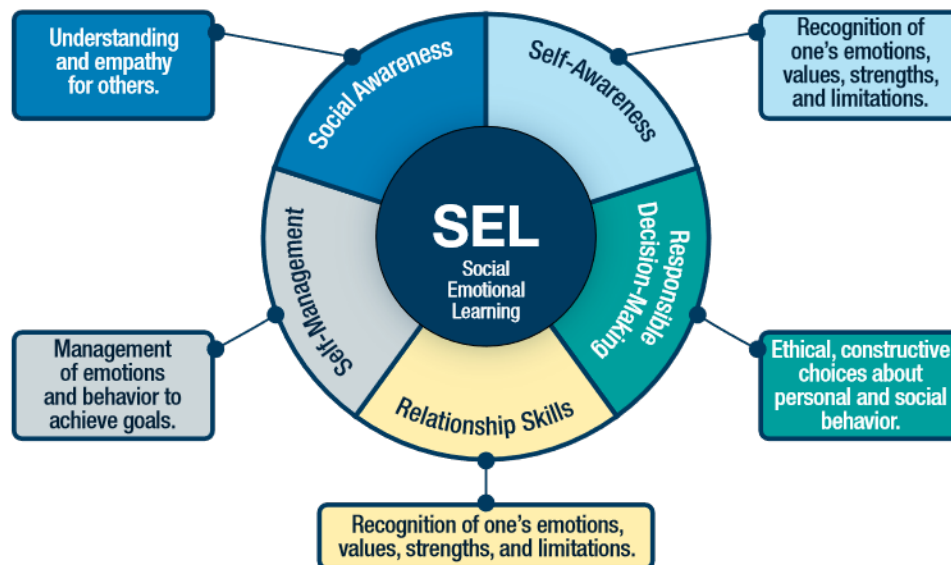 Understanding
and empathy
for others.
Social Awareness
Self-Awareness
Recognition of
one's emotions,
values, strengths,
and limitations.
SEL
Social
Emotional
Learning
Self-Management
Responsible
Decision-Making
Management
of emotions
and behavior to
achieve goals.
Relationship Skills
Ethical, constructive
choices about
personal and social
behavior.
Recognition of one's emotions,
values, strengths, and limitations.